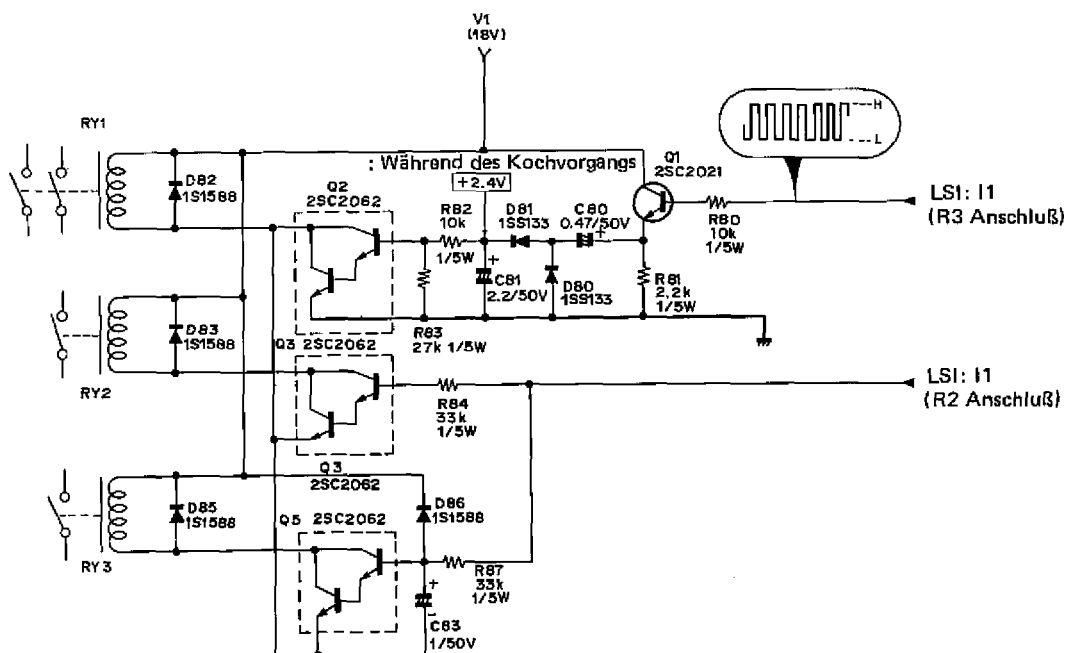 V1
(18V)
H
L
RY1
: Während des Kochvorgangs
+2.4V
Q1
2SC2021
D82
1S1588
Q2
2SC2062
R82
10k
1/5W
D81
1SS133
C80
0.47/50V
+
R80
10k
1/5W
LSI: I1
(R3 Anschluß)
+
C81
2.2/50V
D80
1SS133
R81
2.2k
1/5W
R83
27k 1/5W
D83
1S1588
Q3 2SC2062
RY2
R84
33k
1/5W
LSI: I1
(R2 Anschluß)
Q3
2SC2062
D85
1S1588
D86
1S1588
Q5 2SC2062
RY3
R87
33k
1/5W
+
-
C83
1/50V